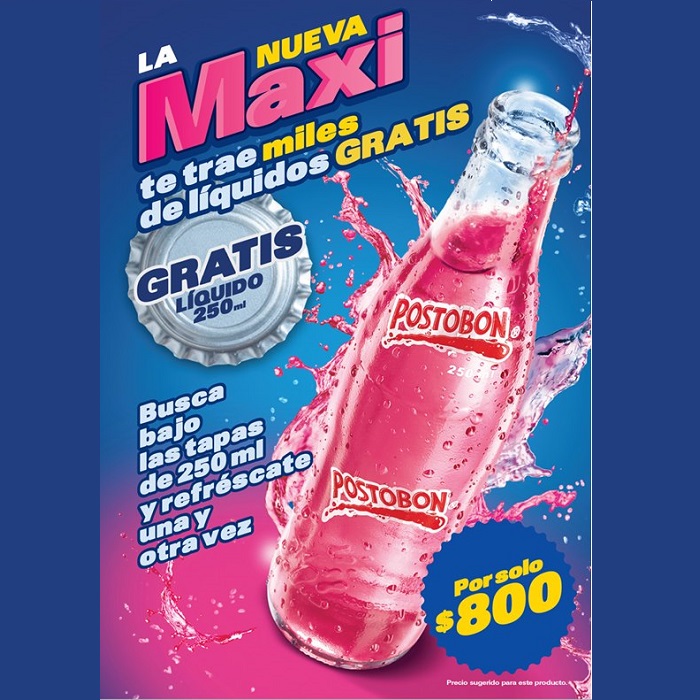 LA NUEVA
Maxi
te trae miles
de líquidos GRATIS
GRATIS
LÍQUIDO
250ml
Busca
bajo
las tapas
de 250 ml
y refréscate
una y
otra vez
POSTOBON®
25
POSTOBON
Por solo
$800
Precio sugerido para este producto.